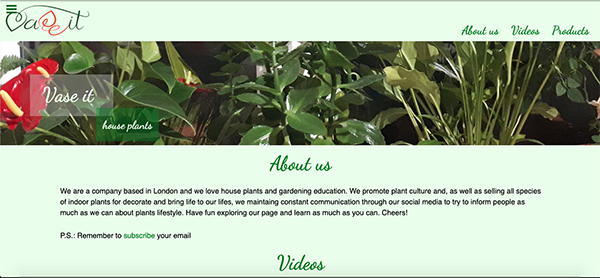 Vase it
About us Videos Products
Vase it
house plants
About us
We are a company based in London and we love house plants and gardening education. We promote plant culture and, as well as selling all species
of indoor plants for decorate and bring life to our lifes, we maintaing constant communication through our social media to try to inform people as
much as we can about plants lifestyle. Have fun exploring our page and learn as much as you can. Cheers!
P.S.: Remember to subscribe your email
Videos